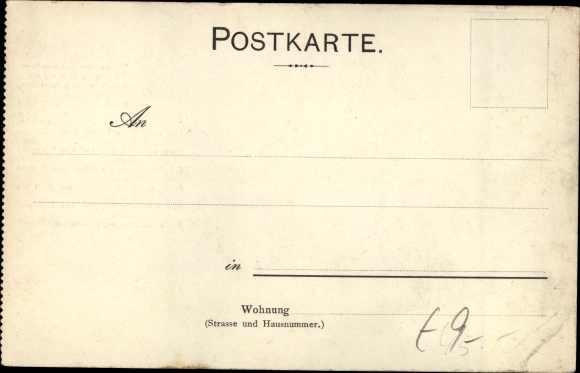 POSTKARTE.
An
in
Wohnung
(Strasse und Hausnummer.)